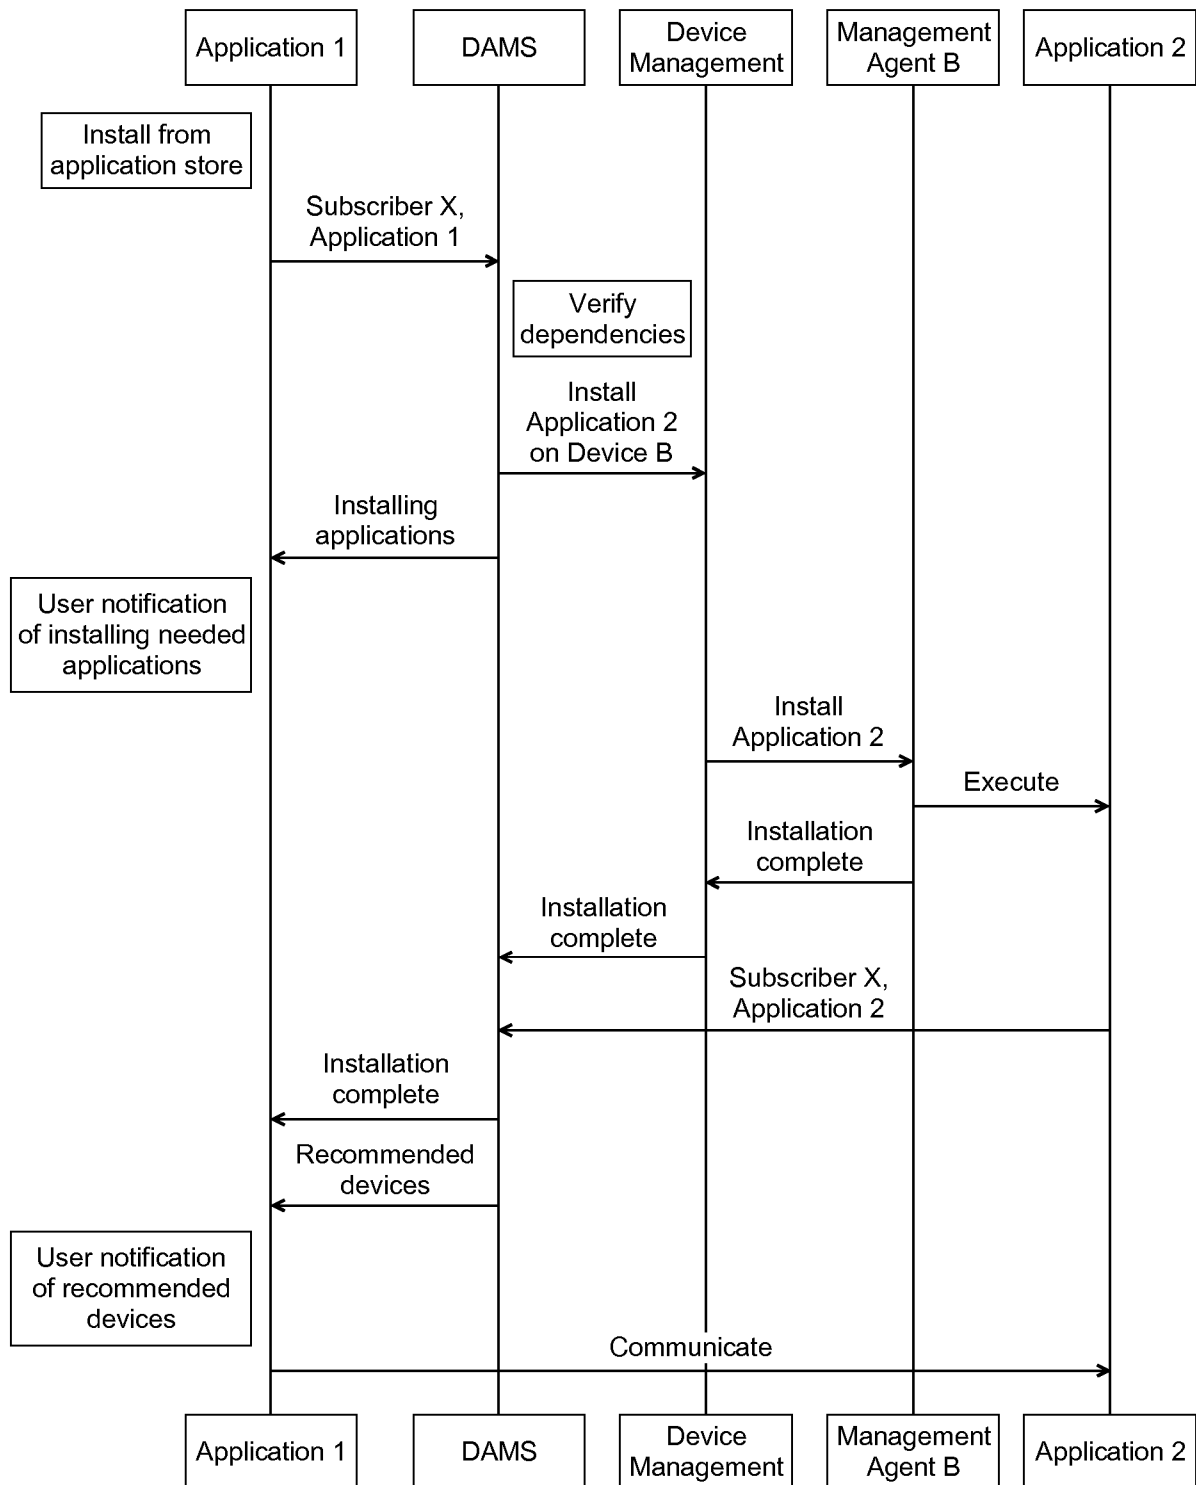 Application 1
DAMS
Device
Management
Management
Agent B
Application 2
Install from
application store
Subscriber X,
Application 1
Verify
dependencies
Install
Application 2
on Device B
Installing
applications
User notification
of installing needed
applications
Install
Application 2
Execute
Installation
complete
Installation
complete
Subscriber X,
Application 2
Installation
complete
Recommended
devices
User notification
of recommended
devices
Communicate
Application 1
DAMS
Device
Management
Management
Agent B
Application 2